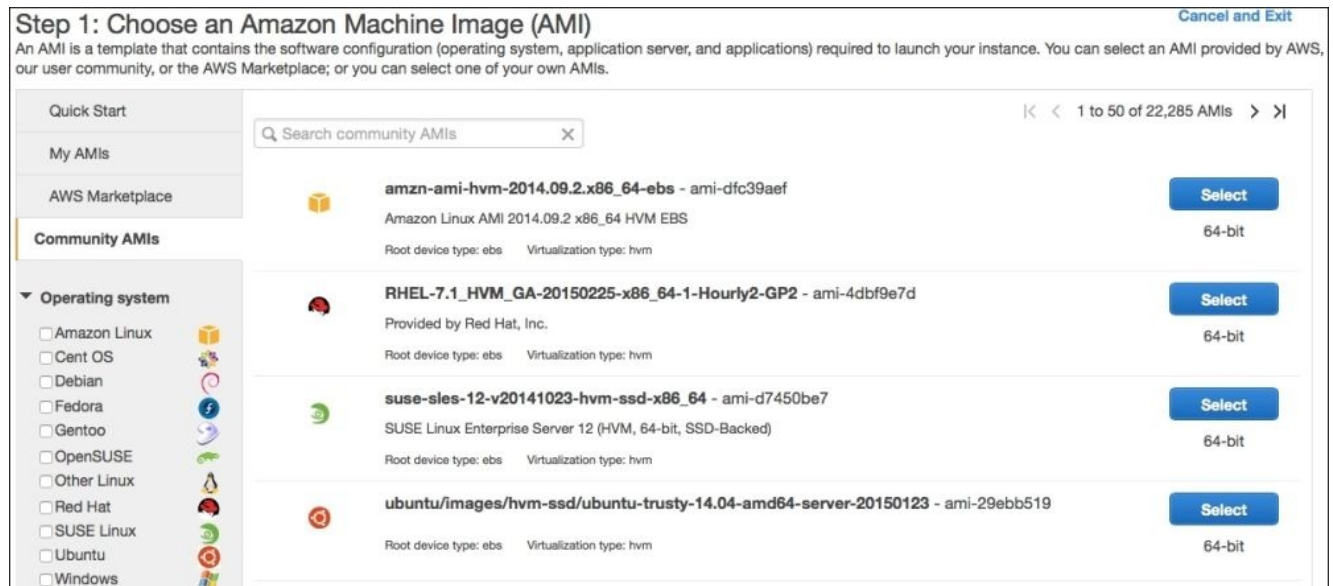 Step 1: Choose an Amazon Machine Image (AMI)
Cancel and Exit
An AMI is a template that contains the software configuration (operating system, application server, and applications) required to launch your instance. You can select an AMI provided by AWS,
our user community, or the AWS Marketplace; or you can select one of your own AMIs.
Quick Start
My AMIs
AWS Marketplace
Community AMIs
Operating system
Amazon Linux
Cent OS
Debian
Fedora
Gentoo
OpenSUSE
Other Linux
Red Hat
SUSE Linux
Ubuntu
Windows
Search community AMIs
1 to 50 of 22,285 AMIs
amzn-ami-hvm-2014.09.2.x86_64-ebs - ami-dfc39aef
Amazon Linux AMI 2014.09.2 x86_64 HVM EBS
Root device type: ebs Virtualization type: hvm
Select
64-bit
RHEL-7.1_HVM_GA-20150225-x86_64-1-Hourly2-GP2 - ami-4dbf9e7d
Provided by Red Hat, Inc.
Root device type: ebs Virtualization type: hvm
Select
64-bit
suse-sles-12-v20141023-hvm-ssd-x86_64 - ami-d7450be7
SUSE Linux Enterprise Server 12 (HVM, 64-bit, SSD-Backed)
Root device type: ebs Virtualization type: hvm
Select
64-bit
ubuntu/images/hvm-ssd/ubuntu-trusty-14.04-amd64-server-20150123 - ami-29ebb519
Root device type: ebs Virtualization type: hvm
Select
64-bit